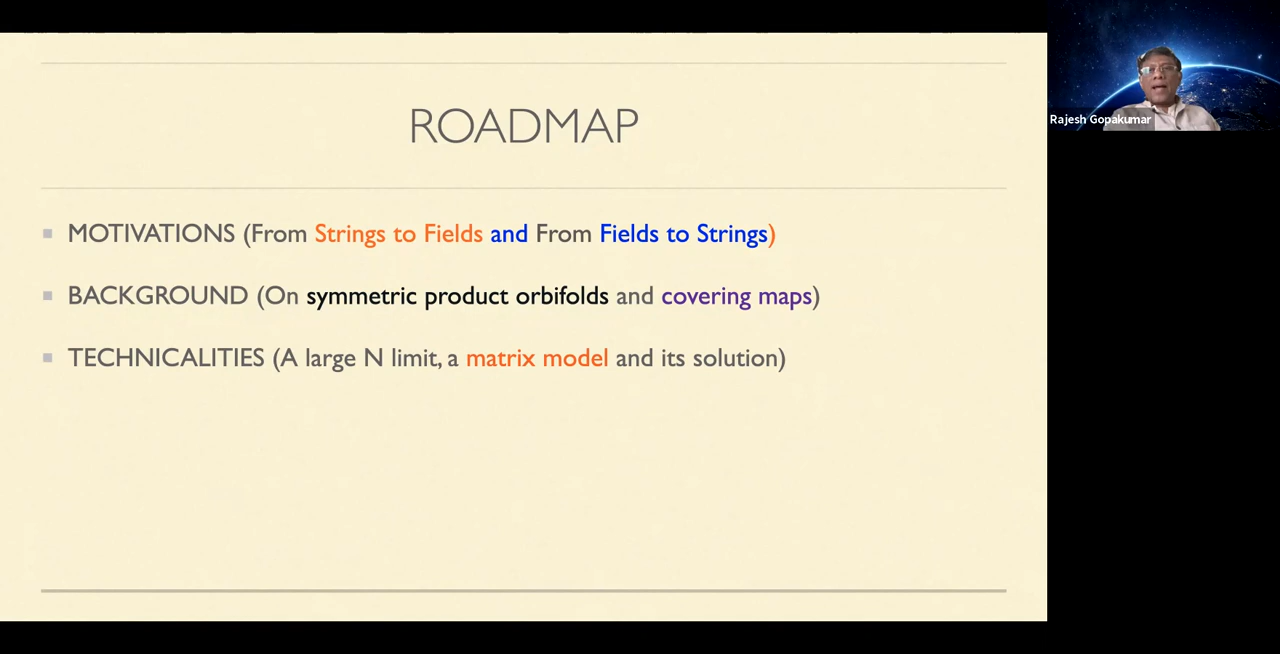 ROADMAP
MOTIVATIONS (From Strings to Fields and From Fields to Strings)
BACKGROUND (On symmetric product orbifolds and covering maps)
TECHNICALITIES (A large N limit, a matrix model and its solution)
Rajesh Gopakumar